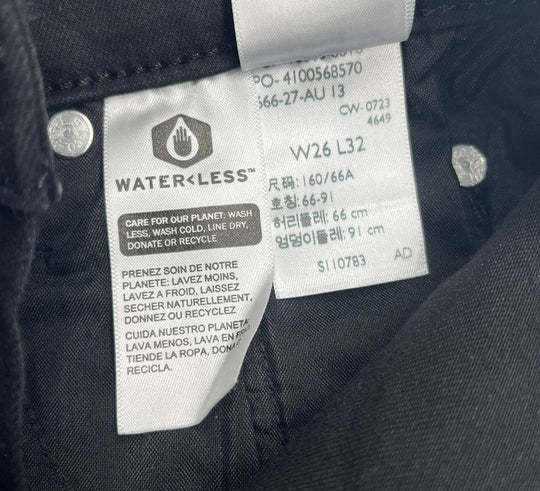 WATER<LESS™
CARE FOR OUR PLANET: WASH
LESS, WASH COLD, LINE DRY,
DONATE OR RECYCLE
PRENEZ SOIN DE NOTRE
PLANETE: LAVEZ MOINS,
LAVEZ A FROID, LAISSEZ
SECHER NATURELLEMENT,
DONNEZ OU RECYCLEZ
CUIDA NUESTRO PLANETA
LAVA MENOS, LAVA EN
TIENDE LA ROPA,
RECICLA.
PO- 4100568570
66-27-AU 13
CW- 0723
4649
W26 L32
尺码: 160/66A
호칭: 66-91
허리둘레: 66 cm
엉덩이둘레: 91 cm
S110783 AD